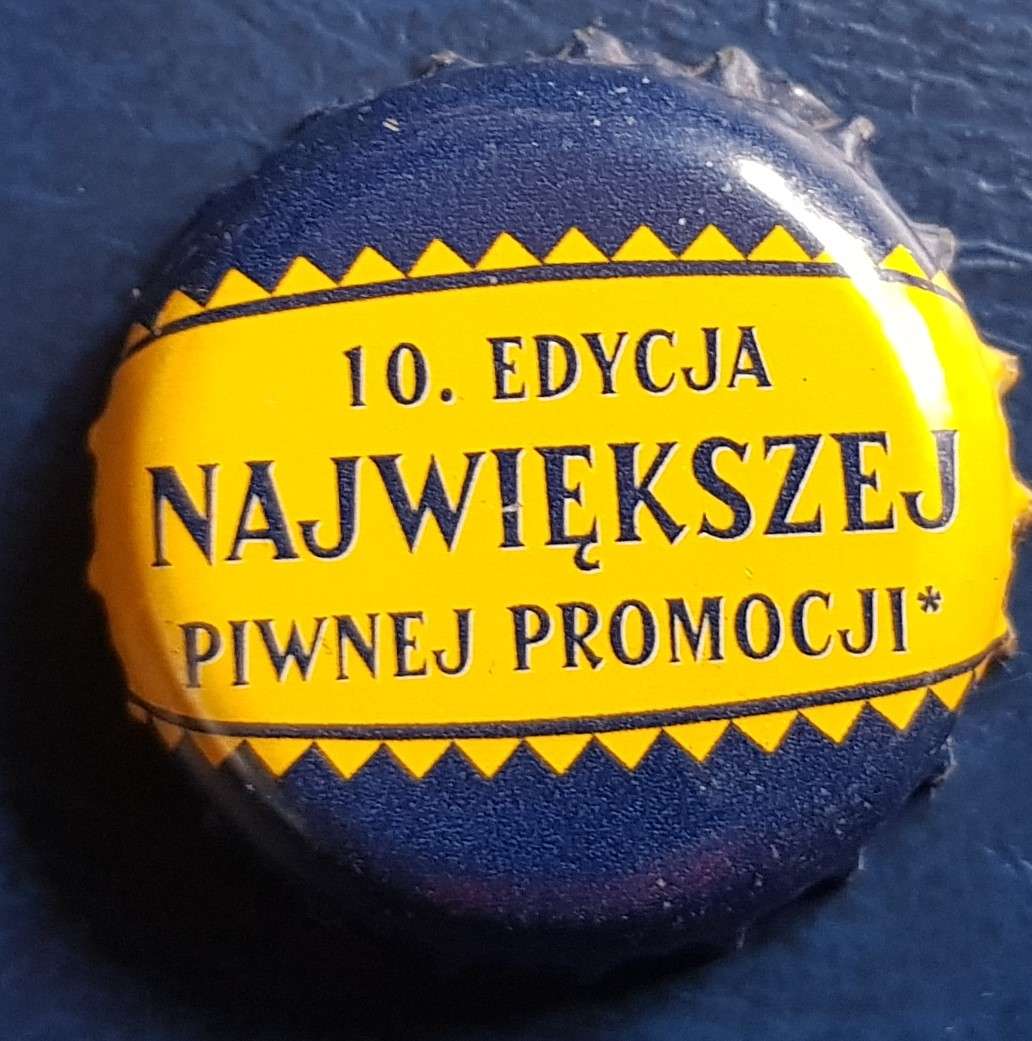 10. EDYCJA
NAJWIĘKSZEJ
PIWNEJ PROMOCJI*